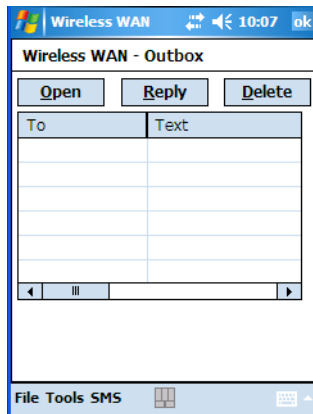 Wireless WAN 10:07 ok
Wireless WAN - Outbox
Open Reply Delete
To Text
File Tools SMS